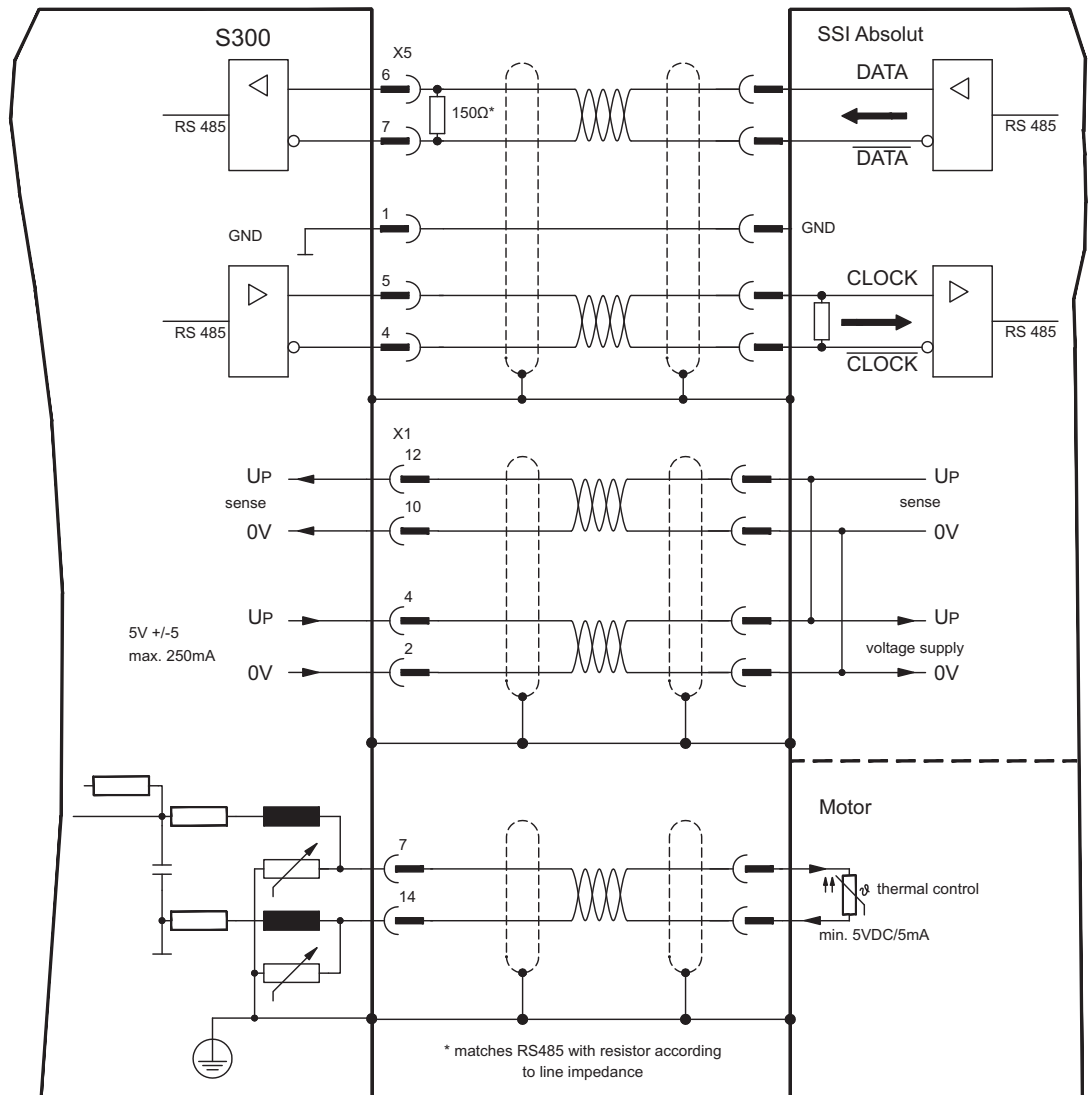 S300
SSI Absolut
X5
6
DATA
150Ω*
RS 485
7
DATA
RS 485
1
GND
GND
5
CLOCK
RS 485
4
CLOCK
RS 485
X1
12
UP
UP
sense
sense
10
0V
0V
4
UP
UP
5V +/-5
max. 250mA
voltage supply
2
0V
0V
Motor
7
ϑ thermal control
14
min. 5VDC/5mA
* matches RS485 with resistor according
to line impedance